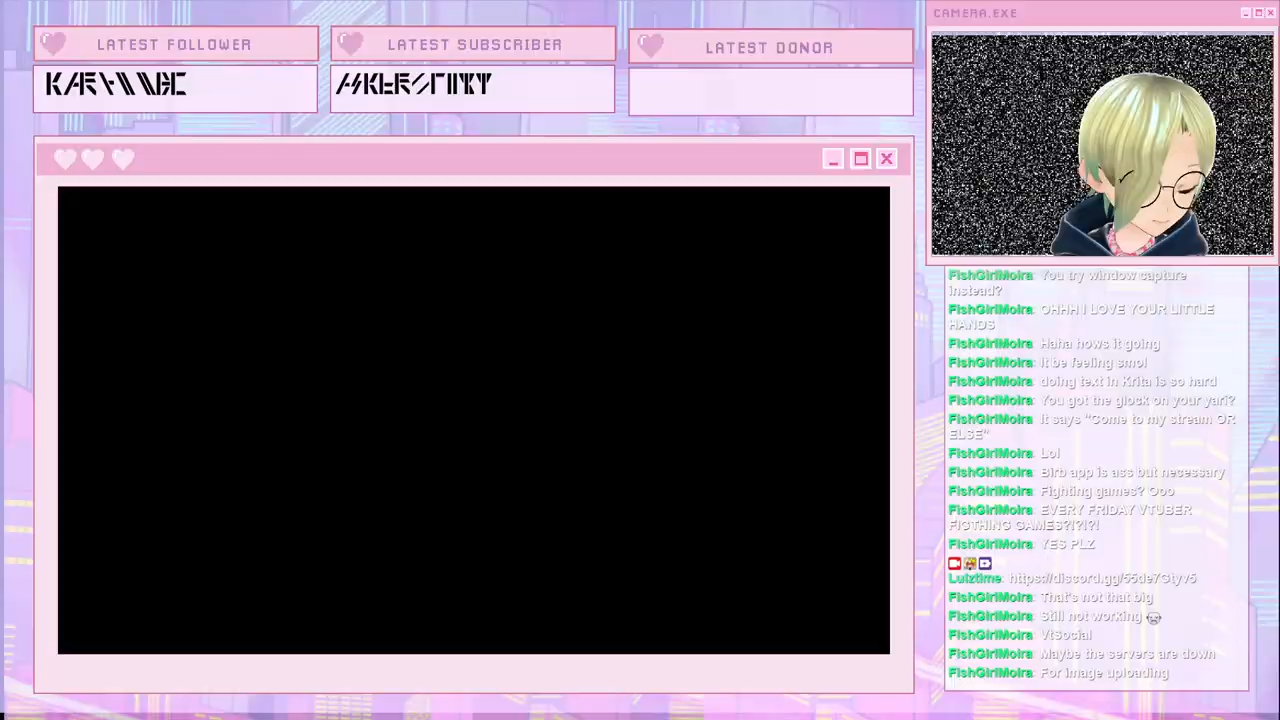 LATEST FOLLOWER
LATEST SUBSCRIBER
LATEST DONOR
CAMERA.EXE
FishGirlMoira: You try window capture
instead?
FishGirlMoira: OHHH I LOVE YOUR LITTLE
HANDS
FishGirlMoira: Haha hows it going
FishGirlMoira: It be feeling smol
FishGirlMoira: doing text in Krita is so hard
FishGirlMoira: You got the glock on your yari?
FishGirlMoira: It says "Come to my stream OR
ELSE"
FishGirlMoira: Lol
FishGirlMoira: Birb app is ass but necessary
FishGirlMoira: Fighting games? Ooo
FishGirlMoira: EVERY FRIDAY VTUBER
FIGTHING GAMES?!?!?!
FishGirlMoira: YES PLZ
Luiztime:
FishGirlMoira: That's not that big
FishGirlMoira: Still not working
FishGirlMoira: VtSocial
FishGirlMoira: Maybe the servers are down
FishGirlMoira: For image uploading